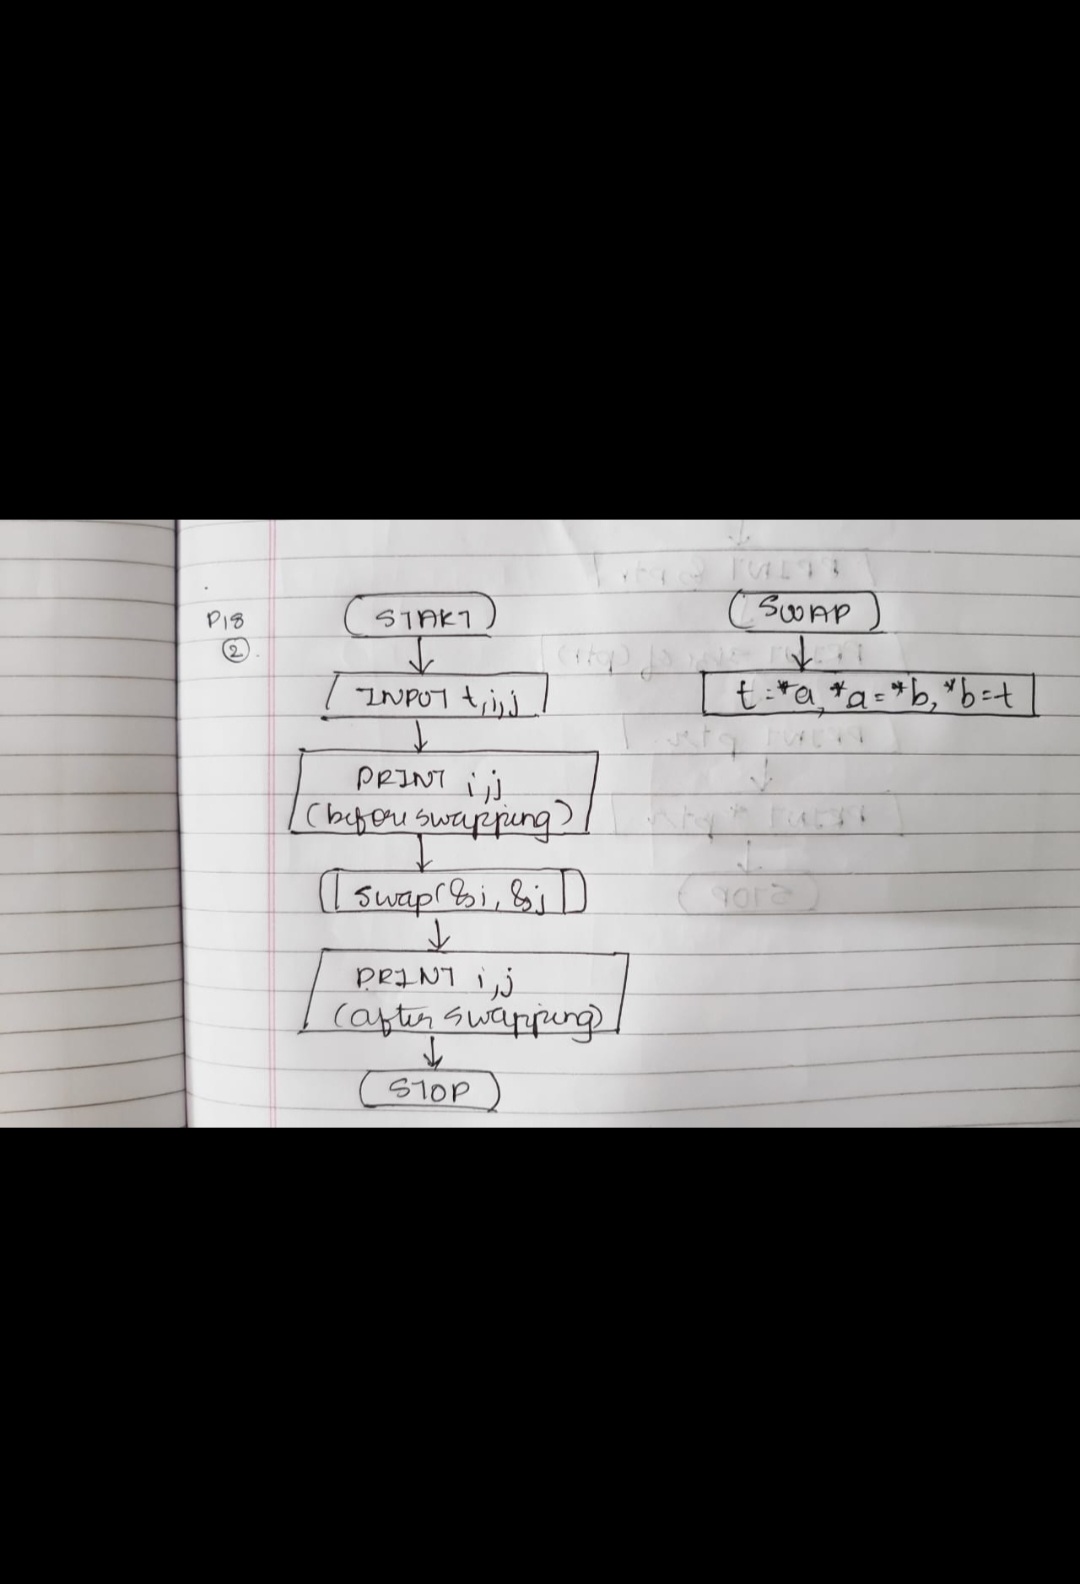 P18
②.
START
INPUT t,i,j
PRINT i,j
(before swapping)
swap(&i, &j
PRINT i,j
(after swapping)
STOP
SWAP
t=*a, *a=*b, *b=t